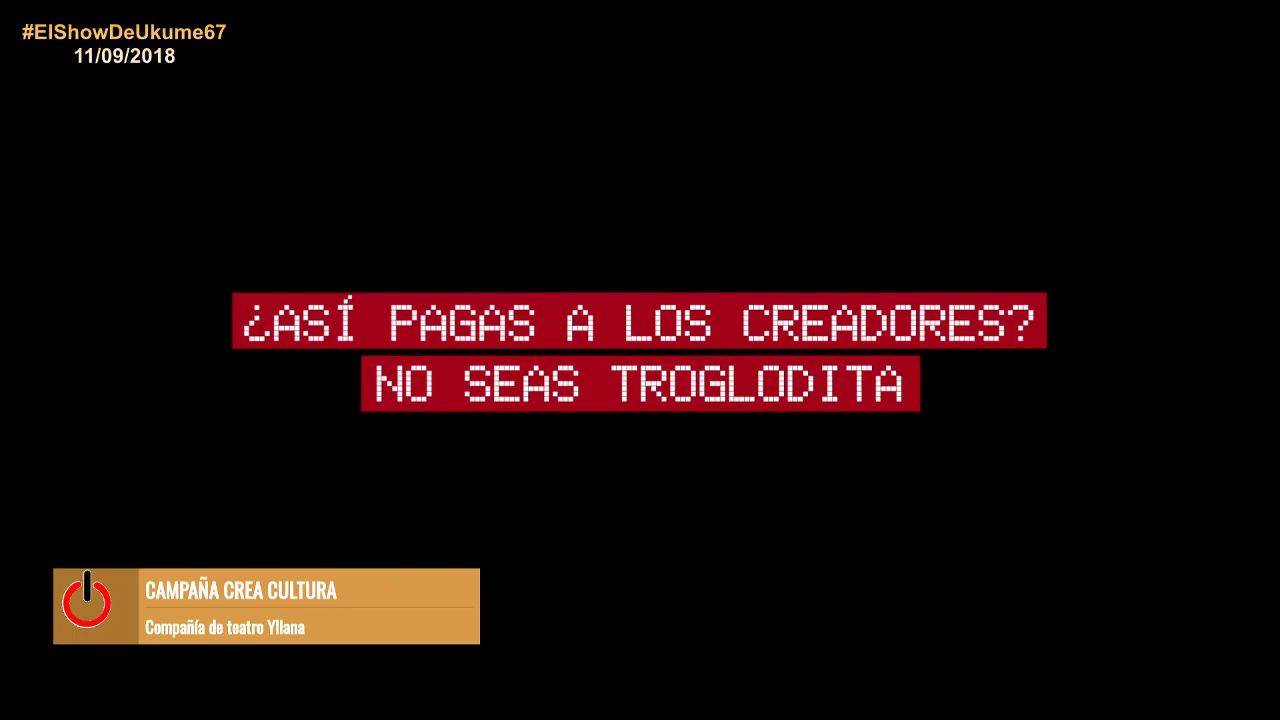 #ElShowDeUkume67
11/09/2018
¿ASÍ PAGAS A LOS CREADORES?
NO SEAS TROGLODITA
CAMPAÑA CREA CULTURA
Compañía de teatro Yllana